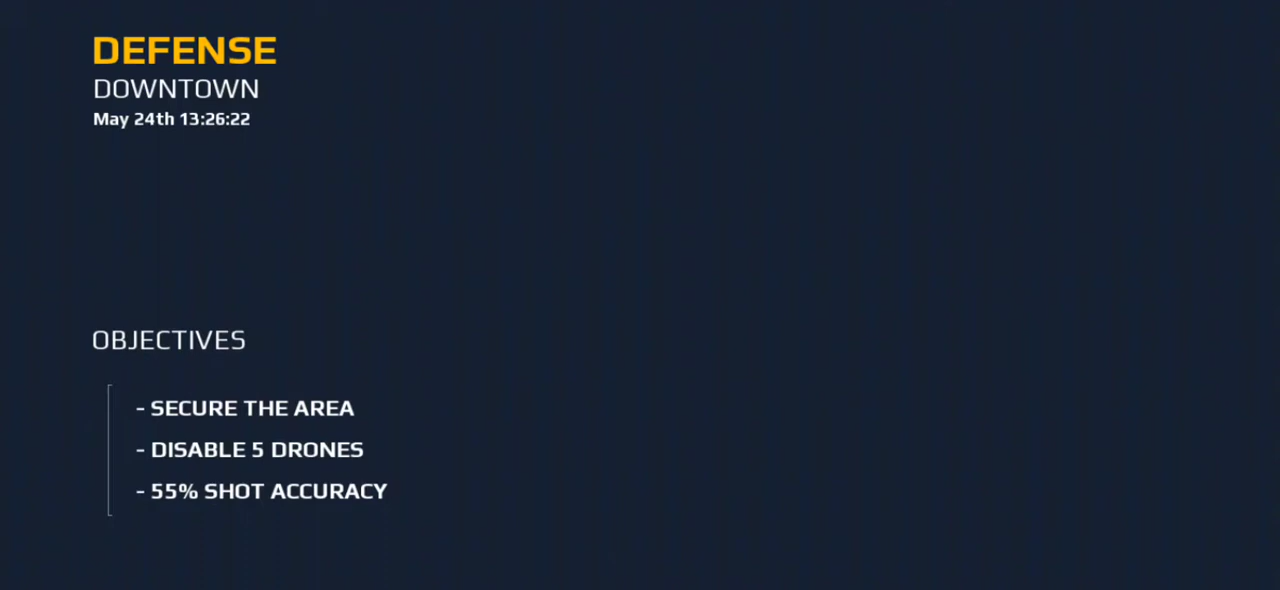 DEFENSE
DOWNTOWN
May 24th 13:26:22
OBJECTIVES
- SECURE THE AREA
- DISABLE 5 DRONES
- 55% SHOT ACCURACY